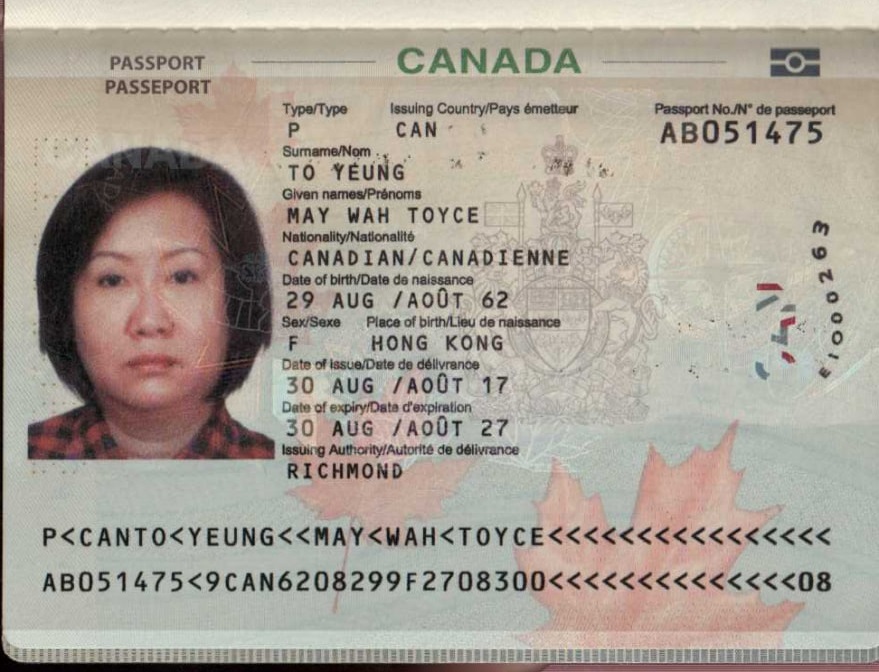 PASSPORT
PASSEPORT
CANADA
Type/Type Issuing Country/Pays émetteur Passport No./N° de passeport
P CAN AB051475
Surname/Nom
TO YEUNG
Given names/Prénoms
MAY WAH TOYCE
Nationality/Nationalité
CANADIAN/CANADIENNE
Date of birth/Date de naissance
29 AUG /AOÛT 62
Sex/Sexe Place of birth/Lieu de naissance
F HONG KONG
Date of issue/Date de délivrance
30 AUG /AOÛT 17
Date of expiry/Date d'expiration
30 AUG /AOÛT 27
Issuing Authority/Autorité de délivrance
RICHMOND
E1000263
P<CANTO<YEUNG<<MAY<WAH<TOYCE<<<<<<<<<<<<<<<<
AB051475<9CAN6208299F2708300<<<<<<<<<<<<<<08